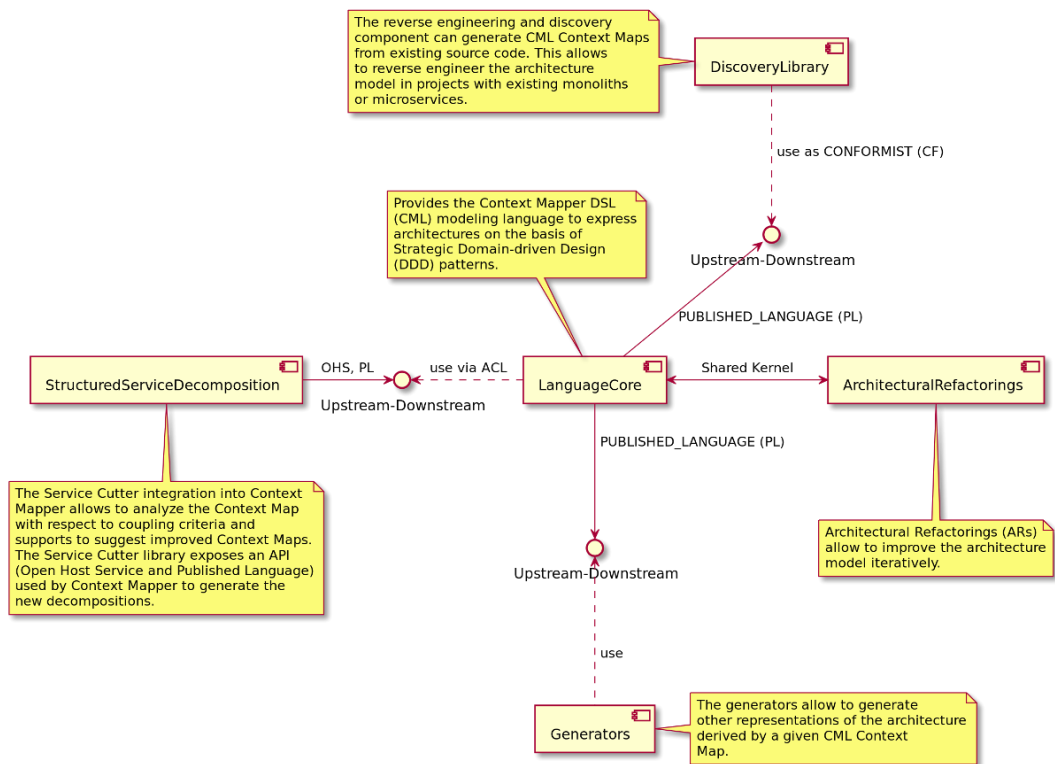 The reverse engineering and discovery
component can generate CML Context Maps
from existing source code. This allows
to reverse engineer the architecture
model in projects with existing monoliths
or microservices.
DiscoveryLibrary
use as CONFORMIST (CF)
Provides the Context Mapper DSL
(CML) modeling language to express
architectures on the basis of
Strategic Domain-driven Design
(DDD) patterns.
Upstream-Downstream
PUBLISHED_LANGUAGE (PL)
StructuredServiceDecomposition
OHS, PL
Upstream-Downstream
use via ACL
LanguageCore
Shared Kernel
ArchitecturalRefactorings
PUBLISHED_LANGUAGE (PL)
The Service Cutter integration into Context
Mapper allows to analyze the Context Map
with respect to coupling criteria and
supports to suggest improved Context Maps.
The Service Cutter library exposes an API
(Open Host Service and Published Language)
used by Context Mapper to generate the
new decompositions.
Upstream-Downstream
Architectural Refactorings (ARs)
allow to improve the architecture
model iteratively.
use
Generators
The generators allow to generate
other representations of the architecture
derived by a given CML Context
Map.